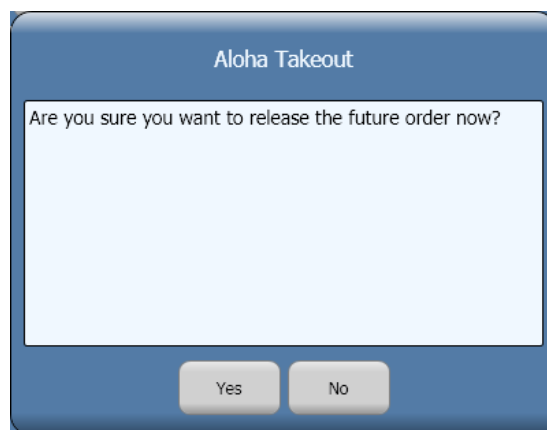 Aloha Takeout
Are you sure you want to release the future order now?
Yes
No